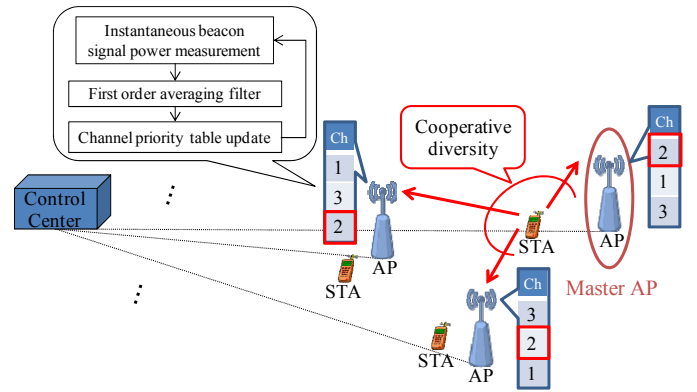 Instantaneous beacon
signal power measurement
First order averaging filter
Channel priority table update
Cooperative
diversity
Ch
1
3
2
Ch
2
1
3
Control
Center
AP
STA
STA
AP
Master AP
Ch
3
2
1
STA
AP